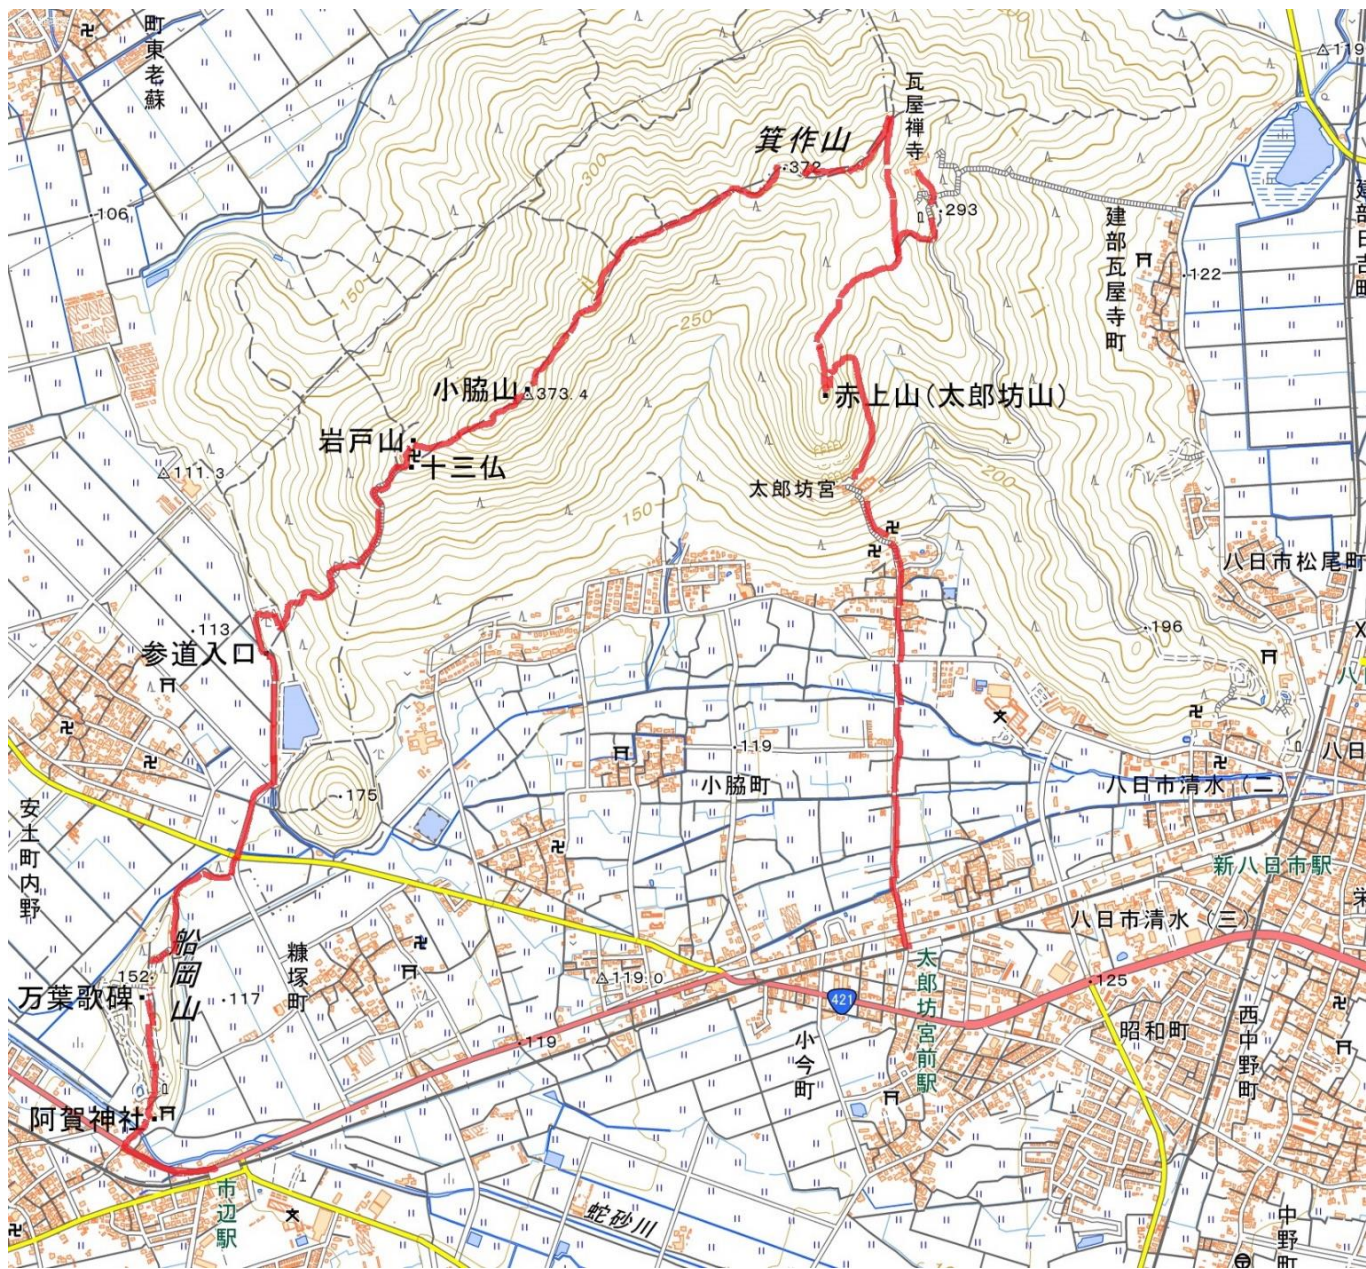 町東老蘇
瓦屋禅寺
箕作山
372
300
293
106
150
建部瓦屋寺町
122
119
建部日吉町
250
小脇山
373.4
赤上山(太郎坊山)
岩戸山
十三仏
111.3
200
太郎坊宮
150
八日市松尾町
113
196
参道入口
119
小脇町
175
八日市清水(二)
安土町内野
新八日市駅
八日市清水(三)
船岡山
糠塚町
119.0
太郎坊宮前駅
152
万葉歌碑
117
421
125
119
小今町
昭和町
西中野町
阿賀神社
市辺駅
蛇砂川
中野町